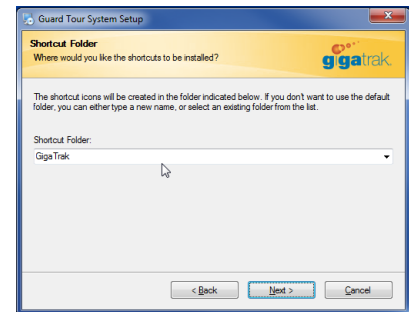 Guard Tour System Setup
Shortcut Folder
Where would you like the shortcuts to be installed?
gigatrak.
The shortcut icons will be created in the folder indicated below. If you don't want to use the default
folder, you can either type a new name, or select an existing folder from the list.
Shortcut Folder:
GigaTrak
< Back
Next >
Cancel